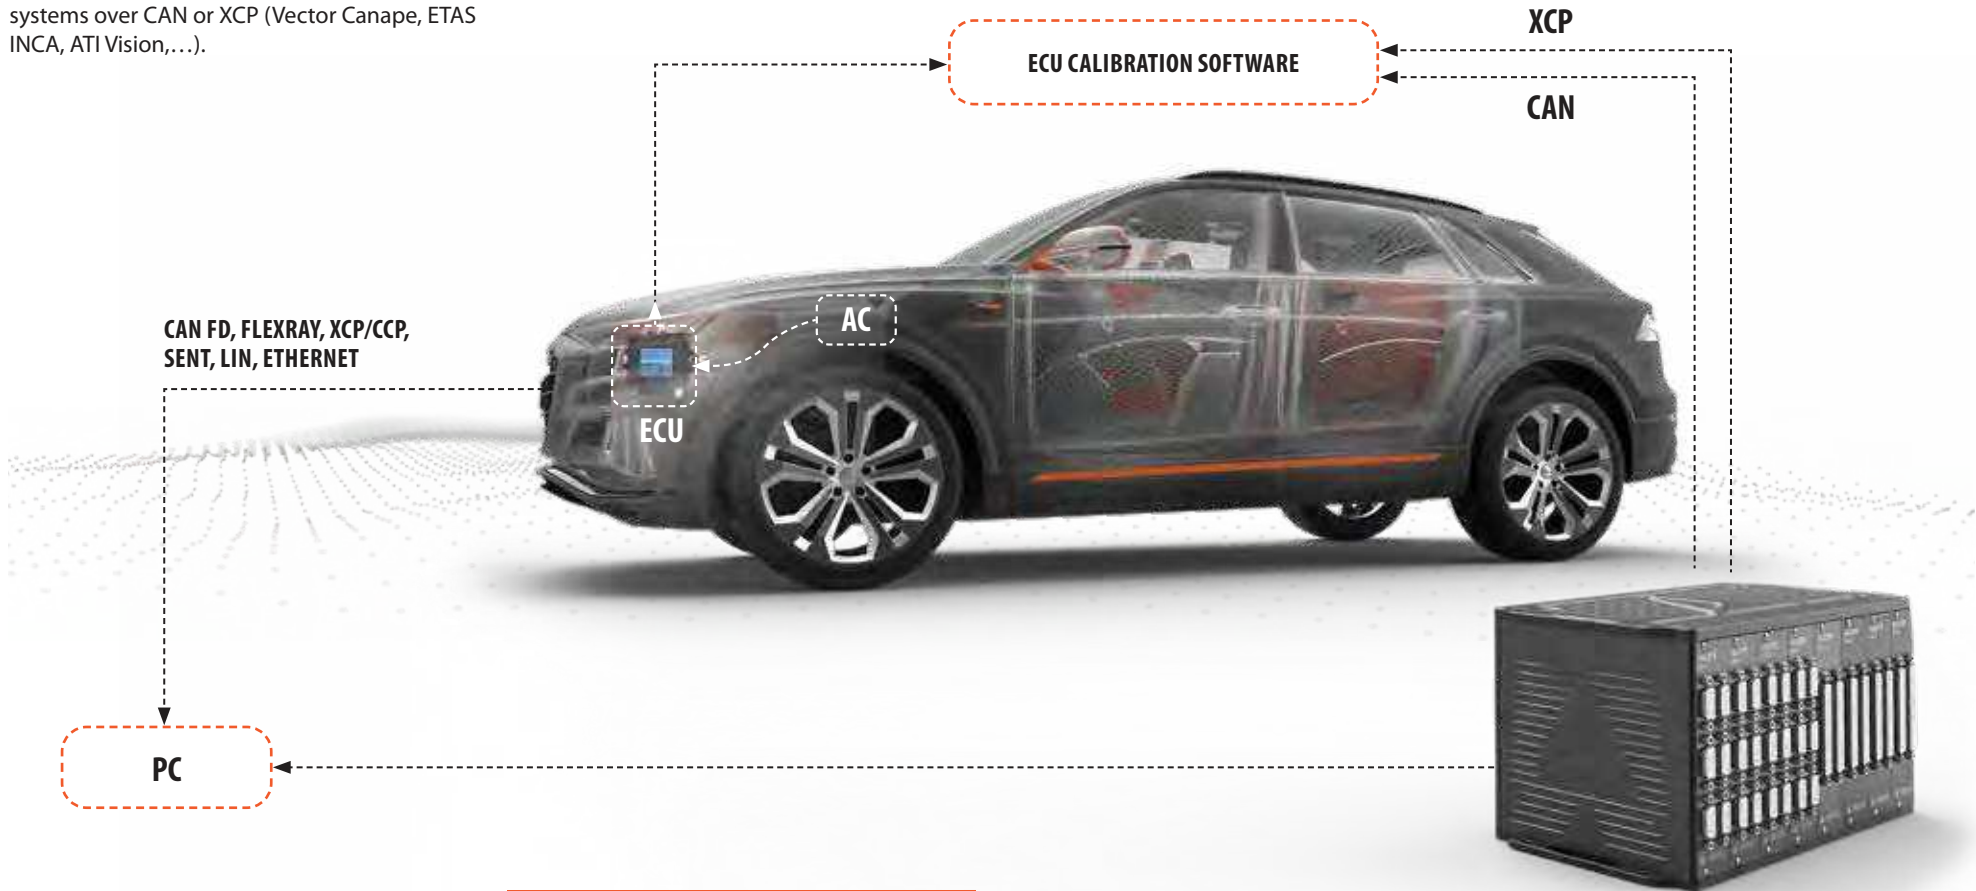 systems over CAN or XCP (Vector Canape, ETAS
INCA, ATI Vision,…).
XCP
ECU CALIBRATION SOFTWARE
CAN
AC
CAN FD, FLEXRAY, XCP/CCP,
SENT, LIN, ETHERNET
ECU
PC